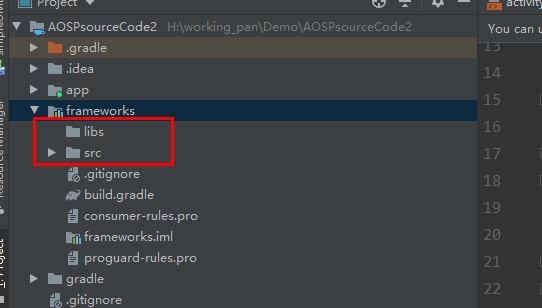 Project
activity
AOSPsourceCode2 H:\working_pan\Demo\AOSPsourceCode2
You can u
.gradle
13
.idea
14
app
15
frameworks
libs
16
src
17
.gitignore
18
build.gradle
19
consumer-rules.pro
20
frameworks.iml
proguard-rules.pro
21
gradle
22
.gitignore
Resource Manager
1: Project